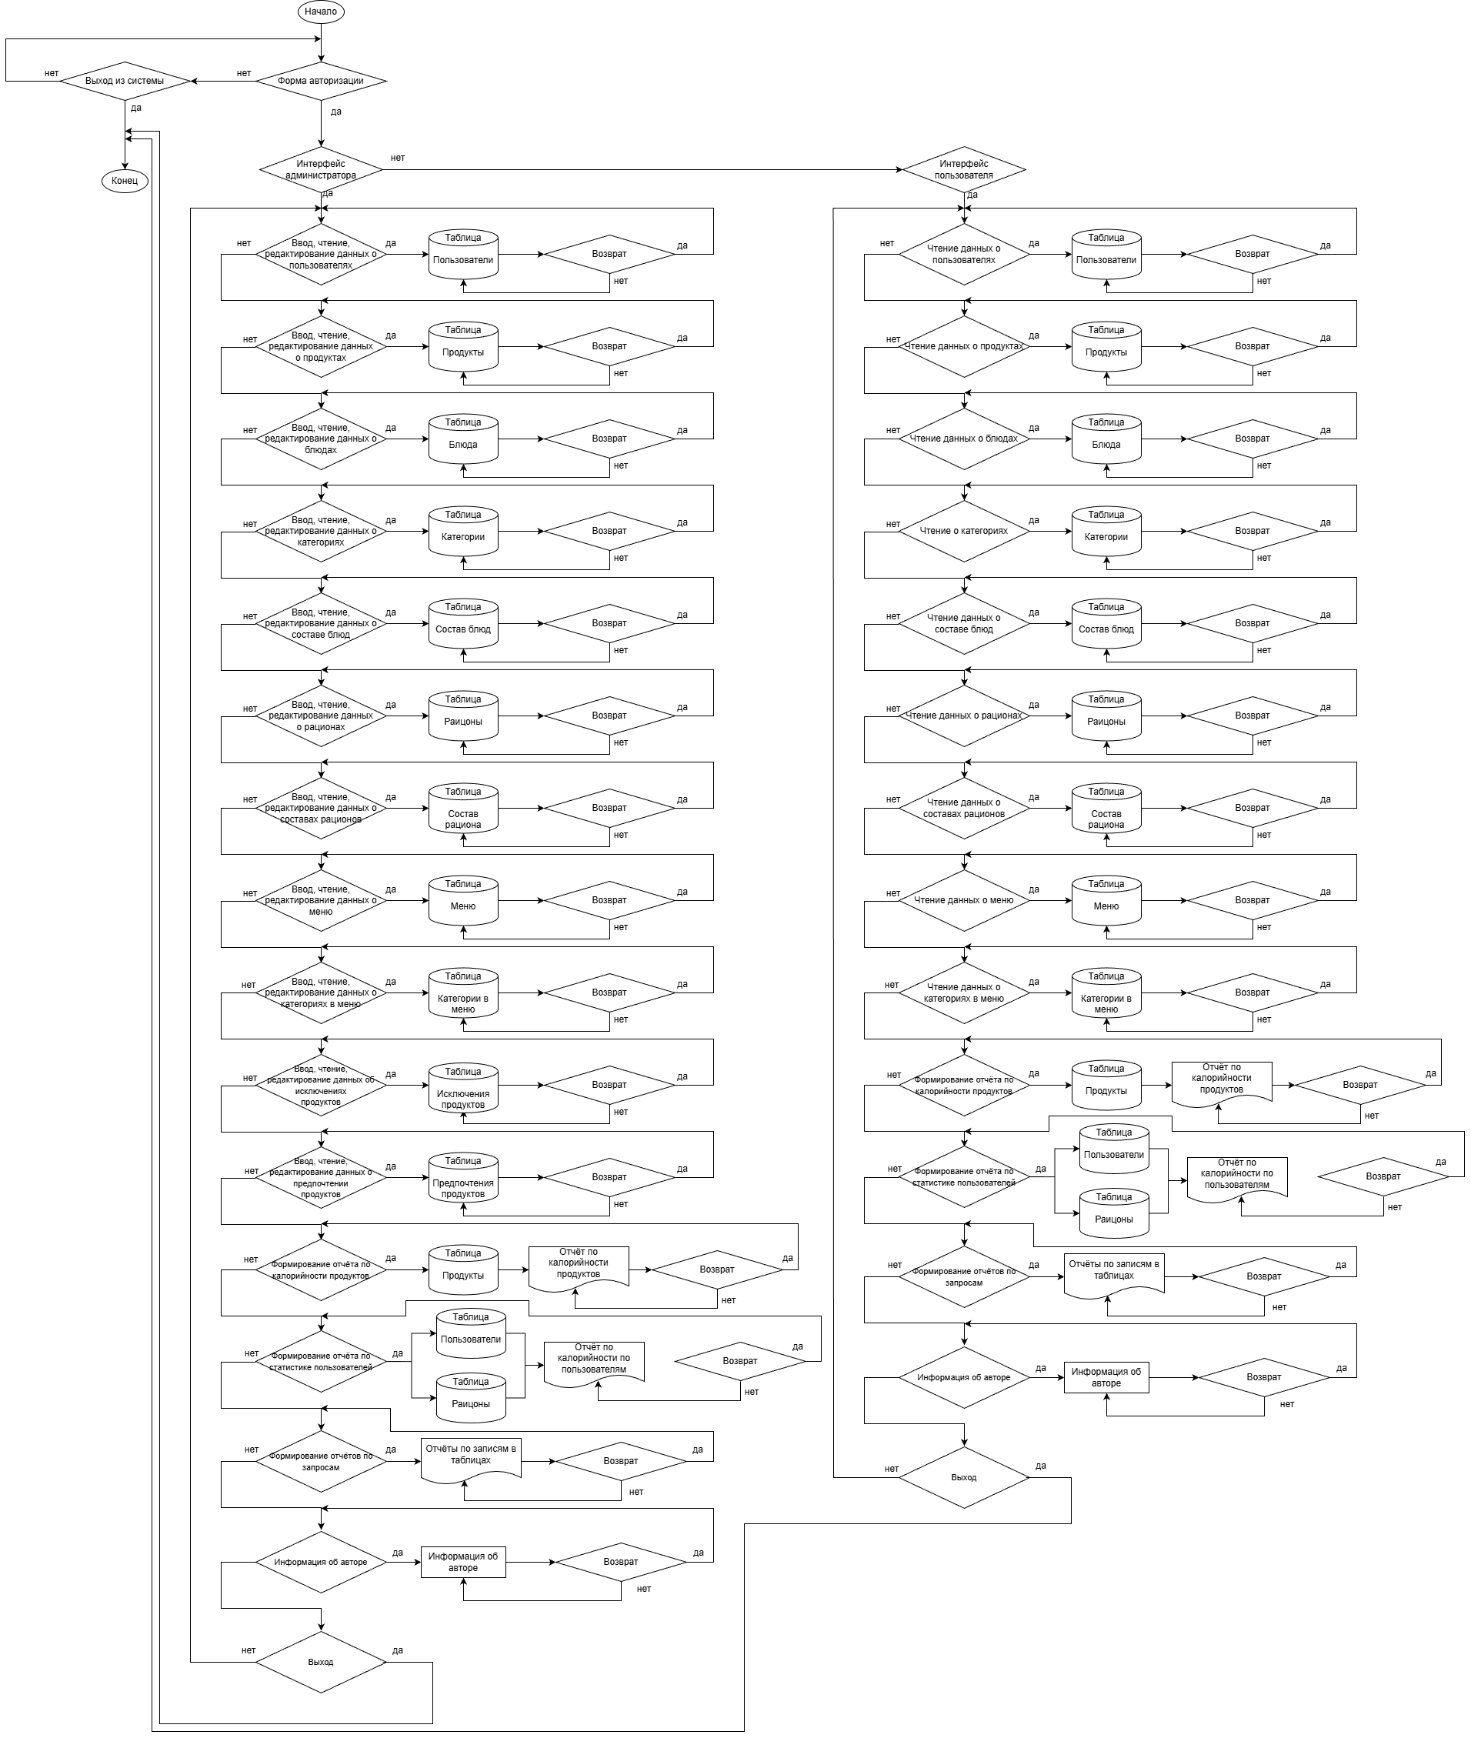 Начало
Выход из системы
нет
да
нет
Форма авторизации
да
Конец
Интерфейс
администратора
нет
да
Интерфейс
пользователя
да
нет
Ввод, чтение,
редактирование данных о
пользователях
да
Таблица
Пользователи
Возврат
да
нет
нет
Ввод, чтение,
редактирование данных
о продуктах
да
Таблица
Продукты
Возврат
да
нет
нет
Ввод, чтение,
редактирование данных о
блюдах
да
Таблица
Блюда
Возврат
да
нет
нет
Ввод, чтение,
редактирование данных о
категориях
да
Таблица
Категории
Возврат
да
нет
нет
Ввод, чтение,
редактирование данных о
составе блюд
да
Таблица
Состав блюд
Возврат
да
нет
нет
Ввод, чтение,
редактирование данных
о рационах
да
Таблица
Раицоны
Возврат
да
нет
нет
Ввод, чтение,
редактирование данных о
составах рационов
да
Таблица
Состав
рациона
Возврат
да
нет
нет
Ввод, чтение,
редактирование данных о
меню
да
Таблица
Меню
Возврат
да
нет
нет
Ввод, чтение,
редактирование данных о
категориях в меню
да
Таблица
Категории в
меню
Возврат
да
нет
нет
Ввод, чтение,
редактирование данных об
исключениях
продуктов
да
Таблица
Исключения
продуктов
Возврат
да
нет
нет
Ввод, чтение,
редактирование данных о
предпочтении
продуктов
да
Таблица
Предпочтения
продуктов
Возврат
да
нет
нет
Формирование отчёта по
калорийности продуктов
да
Таблица
Продукты
Отчёт по
калорийности
продуктов
Возврат
да
нет
нет
Формирование отчёта по
статистике пользователей
да
Таблица
Пользователи
Таблица
Раицоны
Отчёт по
калорийности по
пользователям
Возврат
да
нет
нет
Формирование отчётов по
запросам
да
Отчёты по записям в
таблицах
Возврат
да
нет
Информация об авторе
да
Информация об
авторе
Возврат
да
нет
нет
Выход
да
нет
Чтение данных о
пользователях
да
Таблица
Пользователи
Возврат
да
нет
нет
Чтение данных о продуктах
да
Таблица
Продукты
Возврат
да
нет
нет
Чтение данных о блюдах
да
Таблица
Блюда
Возврат
да
нет
нет
Чтение о категориях
да
Таблица
Категории
Возврат
да
нет
нет
Чтение данных о
составе блюд
да
Таблица
Состав блюд
Возврат
да
нет
нет
Чтение данных о рационах
да
Таблица
Раицоны
Возврат
да
нет
нет
Чтение данных о
составах рационов
да
Таблица
Состав
рациона
Возврат
да
нет
нет
Чтение данных о меню
да
Таблица
Меню
Возврат
да
нет
нет
Чтение данных о
категориях в меню
да
Таблица
Категории в
меню
Возврат
да
нет
нет
Формирование отчёта по
калорийности продуктов
да
Таблица
Продукты
Отчёт по
калорийности
продуктов
Возврат
да
нет
нет
Формирование отчёта по
статистике пользователей
да
Таблица
Пользователи
Таблица
Раицоны
Отчёт по
калорийности по
пользователям
Возврат
да
нет
нет
Формирование отчётов по
запросам
да
Отчёты по записям в
таблицах
Возврат
да
нет
Информация об авторе
да
Информация об
авторе
Возврат
да
нет
нет
Выход
да